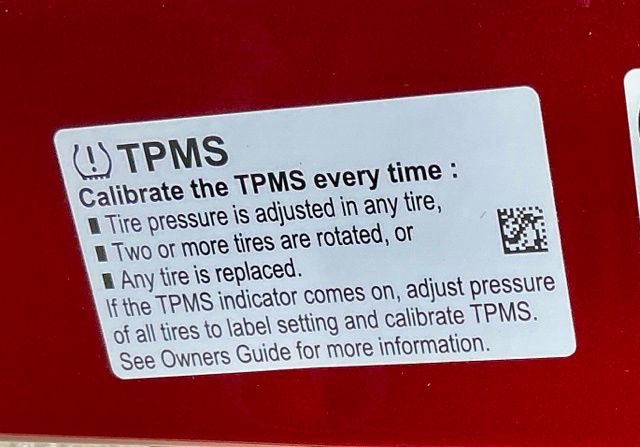 TPMS
Calibrate the TPMS every time :
Tire pressure is adjusted in any tire,
Two or more tires are rotated, or
Any tire is replaced.
If the TPMS indicator comes on, adjust pressure
of all tires to label setting and calibrate TPMS.
See Owners Guide for more information.